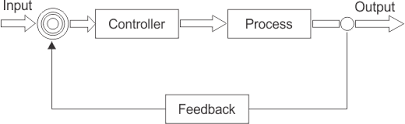 Input
Output
Controller
Process
Feedback